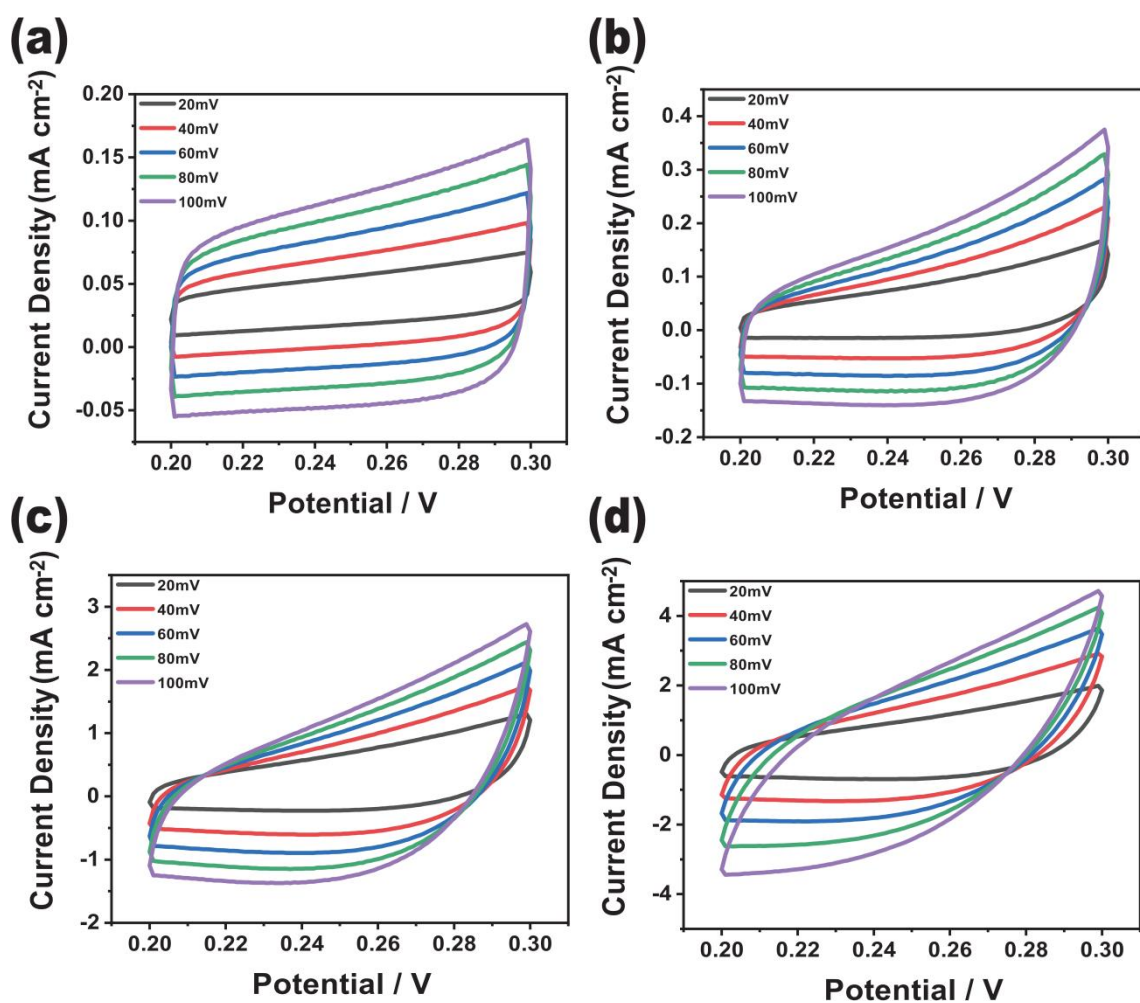 (a)
Current Density (mA cm-2)
0.20
0.15
0.10
0.05
0.00
-0.05
20mV
40mV
60mV
80mV
100mV
0.20 0.22 0.24 0.26 0.28 0.30
Potential / V
(b)
Current Density (mA cm-2)
0.4
0.3
0.2
0.1
0.0
-0.1
-0.2
20mV
40mV
60mV
80mV
100mV
0.20 0.22 0.24 0.26 0.28 0.30
Potential / V
(c)
Current Density (mA cm-2)
3
2
1
0
-1
-2
20mV
40mV
60mV
80mV
100mV
0.20 0.22 0.24 0.26 0.28 0.30
Potential / V
(d)
Current Density (mA cm-2)
4
2
0
-2
-4
20mV
40mV
60mV
80mV
100mV
0.20 0.22 0.24 0.26 0.28 0.30
Potential / V